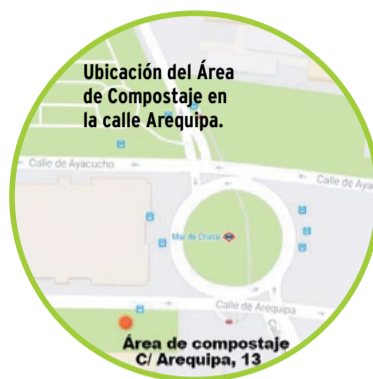 Ubicación del Área
de Compostaje en
la calle Arequipa.
Calle de Ayacucho
Calle de Aya
Mar de Cristal
Calle de Arequipa
Área de compostaje
C/ Arequipa, 13